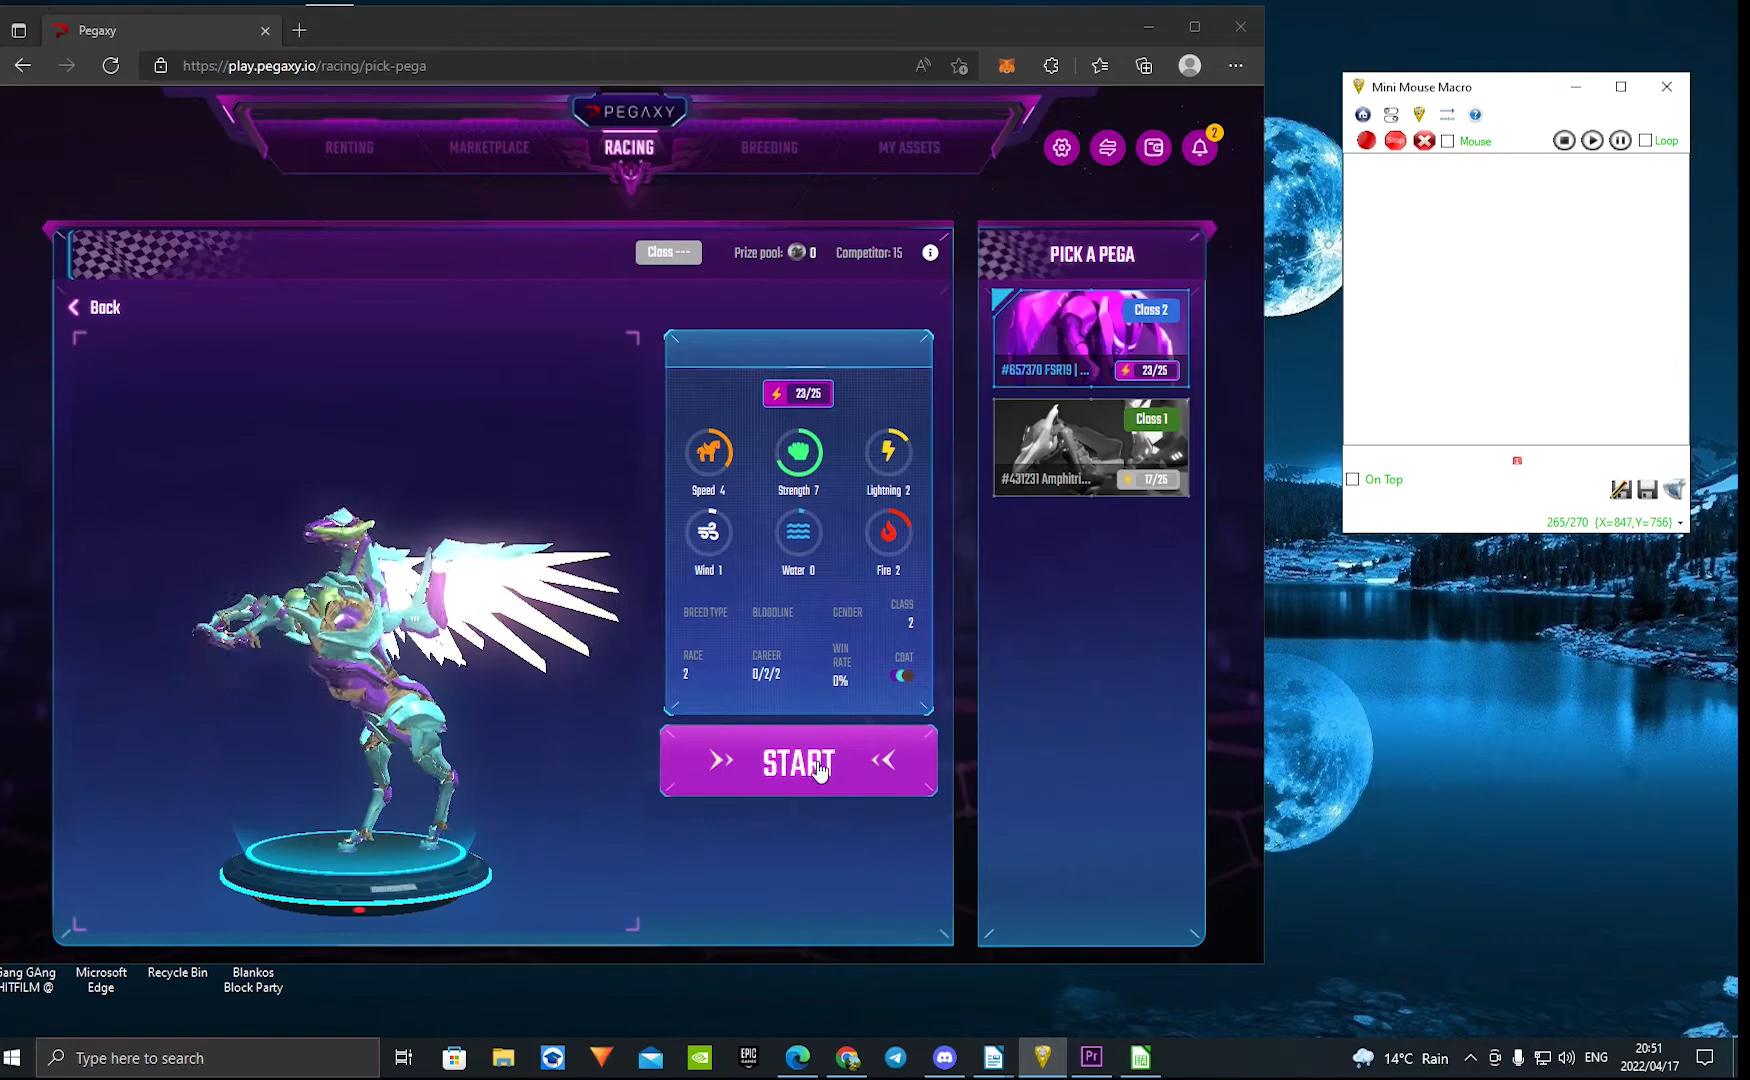 Pegaxy
https://play.pegaxy.io/racing/pick-pega
PEGAXY
RENTING
MARKETPLACE
RACING
BREEDING
MY ASSETS
2
Class ---
Prize pool: 0
Competitor: 15
Back
23/25
Speed 4
Strength 7
Lightning 2
Wind 1
Water 0
Fire 2
BREED TYPE
BLOODLINE
GENDER
CLASS
2
RACE
2
CAREER
0/2/2
WIN
RATE
0%
COAT
START
PICK A PEGA
Class 2
#657370 FSR19 | ...
23/25
Class 1
#431231 Amphitri...
17/25
Mini Mouse Macro
Stop
Mouse
Loop
On Top
265/270 {X=847,Y=756}
Gang GAng
HITFILM @
Microsoft
Edge
Recycle Bin
Blankos
Block Party
Type here to search
EPIC
GAMES
Pr
14°C Rain
ENG
20:51
2022/04/17